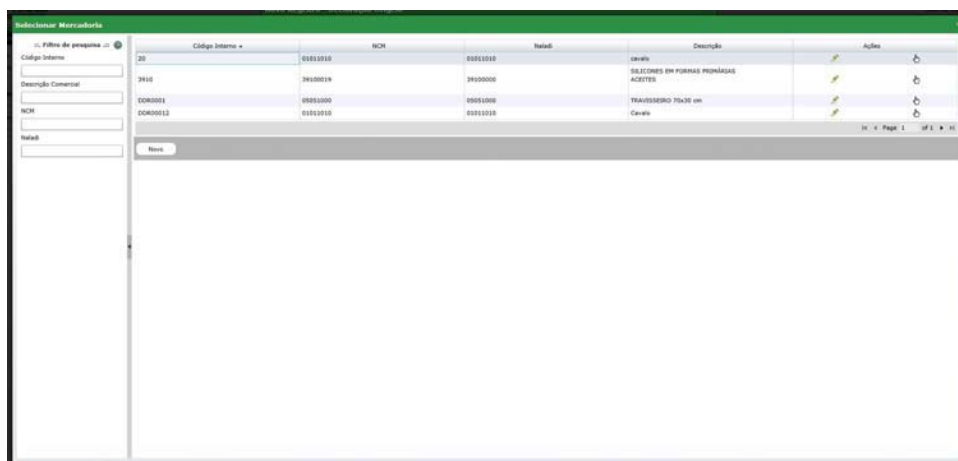 Selecionar Mercadoria
.:: Filtro de pesquisa ::.
Código Interno
Descrição Comercial
NCM
Naladi
Código Interno NCM Naladi Descrição Ações
20 01011010 01011010 cavalo
3910 39100019 39100000 SILICONES EM FORMAS PRIMÁRIAS
ACEITES
DDR0001 05051000 05051000 TRAVISSEIRO 70x30 cm
DDR00012 01011010 01011010 Cavalo
Page 1 of 1
Novo